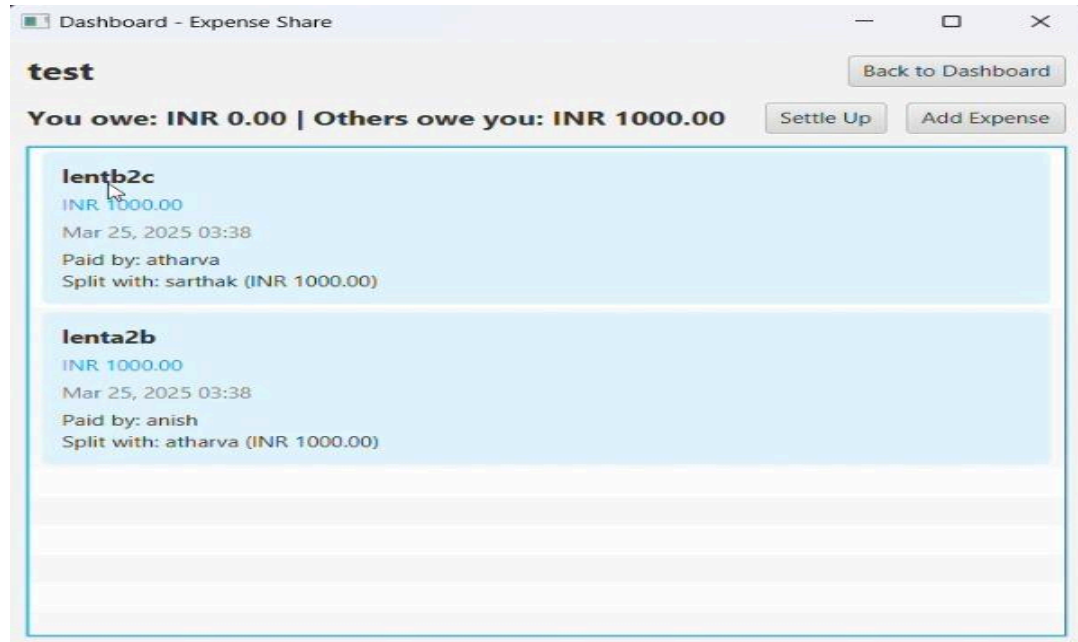 Dashboard - Expense Share
test
Back to Dashboard
You owe: INR 0.00 | Others owe you: INR 1000.00
Settle Up
Add Expense
lentb2c
INR 1000.00
Mar 25, 2025 03:38
Paid by: atharva
Split with: sarthak (INR 1000.00)
lenta2b
INR 1000.00
Mar 25, 2025 03:38
Paid by: anish
Split with: atharva (INR 1000.00)